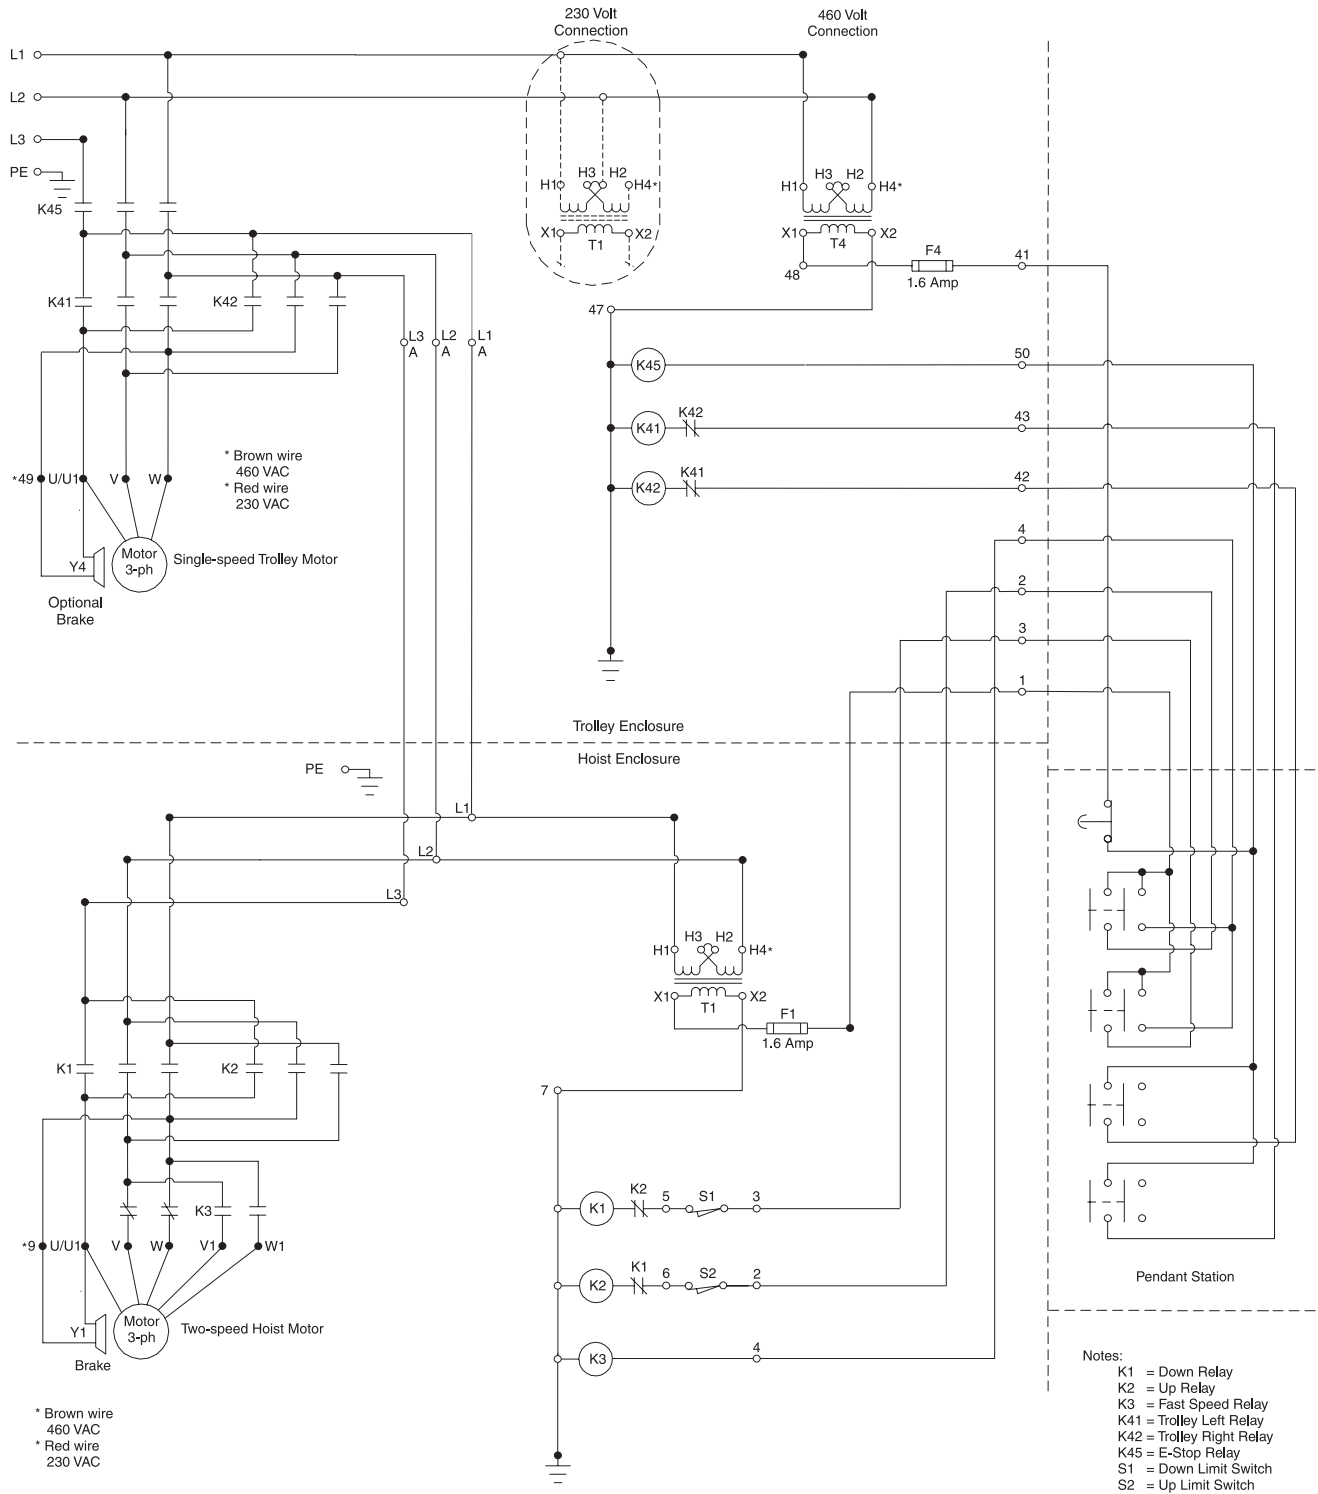 230 Volt
Connection
460 Volt
Connection
L1
L2
L3
PE
H1 H3 H2 H4*
X1 T1 X2
H1 H3 H2 H4*
X1 T4 X2
K45
48
F4
1.6 Amp
41
K41
K42
47
L3
A
L2
A
L1
A
K45
50
K41
K42
43
K42
K41
42
* Brown wire
460 VAC
* Red wire
230 VAC
*49
U/U1
V
W
Motor
3-ph
Y4
Single-speed Trolley Motor
Optional
Brake
4
2
3
1
Trolley Enclosure
Hoist Enclosure
PE
L1
L2
L3
H1 H3 H2 H4*
X1 T1 X2
F1
1.6 Amp
K1
K2
7
K3
K1
K2
5
S1
3
K2
K1
6
S2
2
K3
4
*9
U/U1
V
W
V1
W1
Motor
3-ph
Y1
Two-speed Hoist Motor
Brake
* Brown wire
460 VAC
* Red wire
230 VAC
Pendant Station
Notes:
K1 = Down Relay
K2 = Up Relay
K3 = Fast Speed Relay
K41 = Trolley Left Relay
K42 = Trolley Right Relay
K45 = E-Stop Relay
S1 = Down Limit Switch
S2 = Up Limit Switch